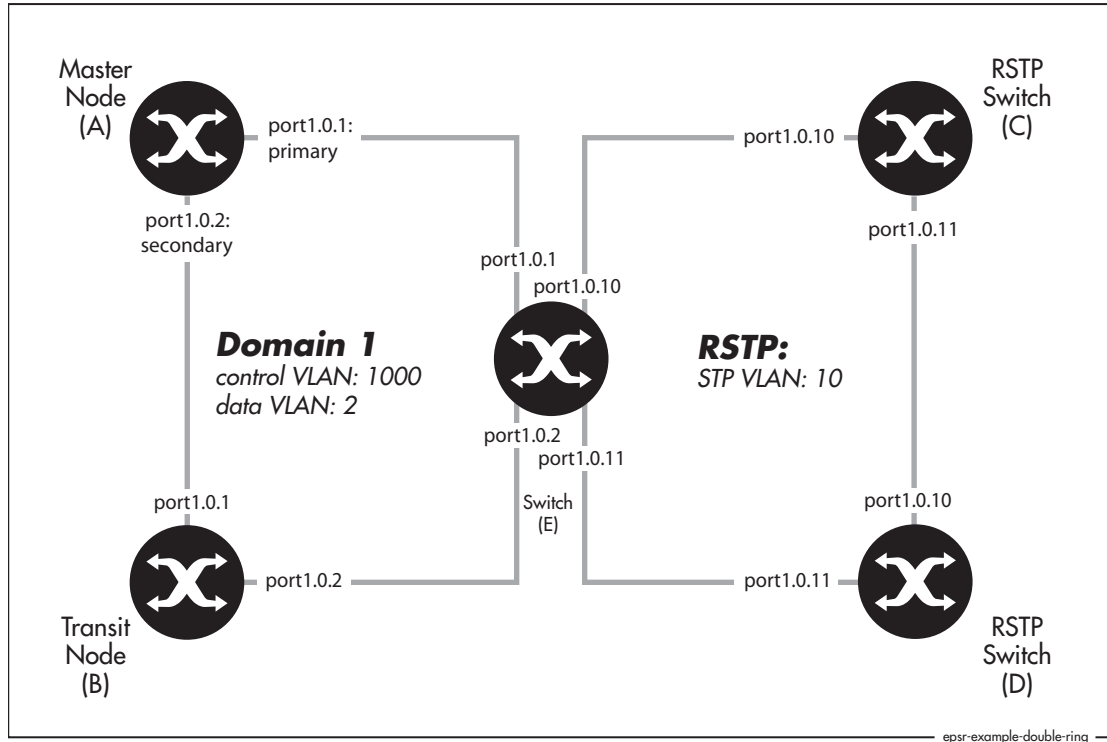 Master
Node
(A)
port1.0.1:
primary
port1.0.2:
secondary
port1.0.10
RSTP
Switch
(C)
port1.0.11
port1.0.1
port1.0.10
Domain 1
control VLAN: 1000
data VLAN: 2
RSTP:
STP VLAN: 10
port1.0.2
port1.0.11
Switch
(E)
port1.0.1
port1.0.2
Transit
Node
(B)
port1.0.10
port1.0.11
RSTP
Switch
(D)
epsr-example-double-ring